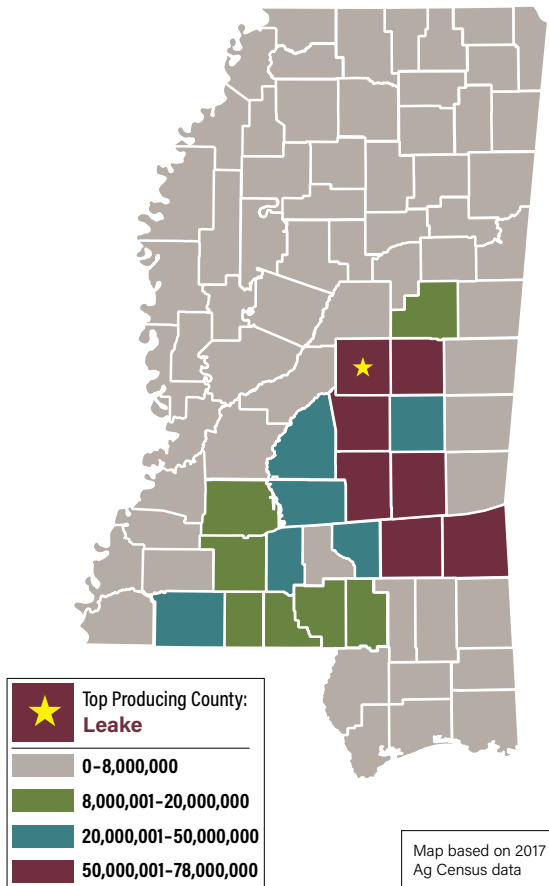 Top Producing County:
Leake
0–8,000,000
8,000,001–20,000,000
20,000,001–50,000,000
50,000,001–78,000,000
Map based on 2017
Ag Census data